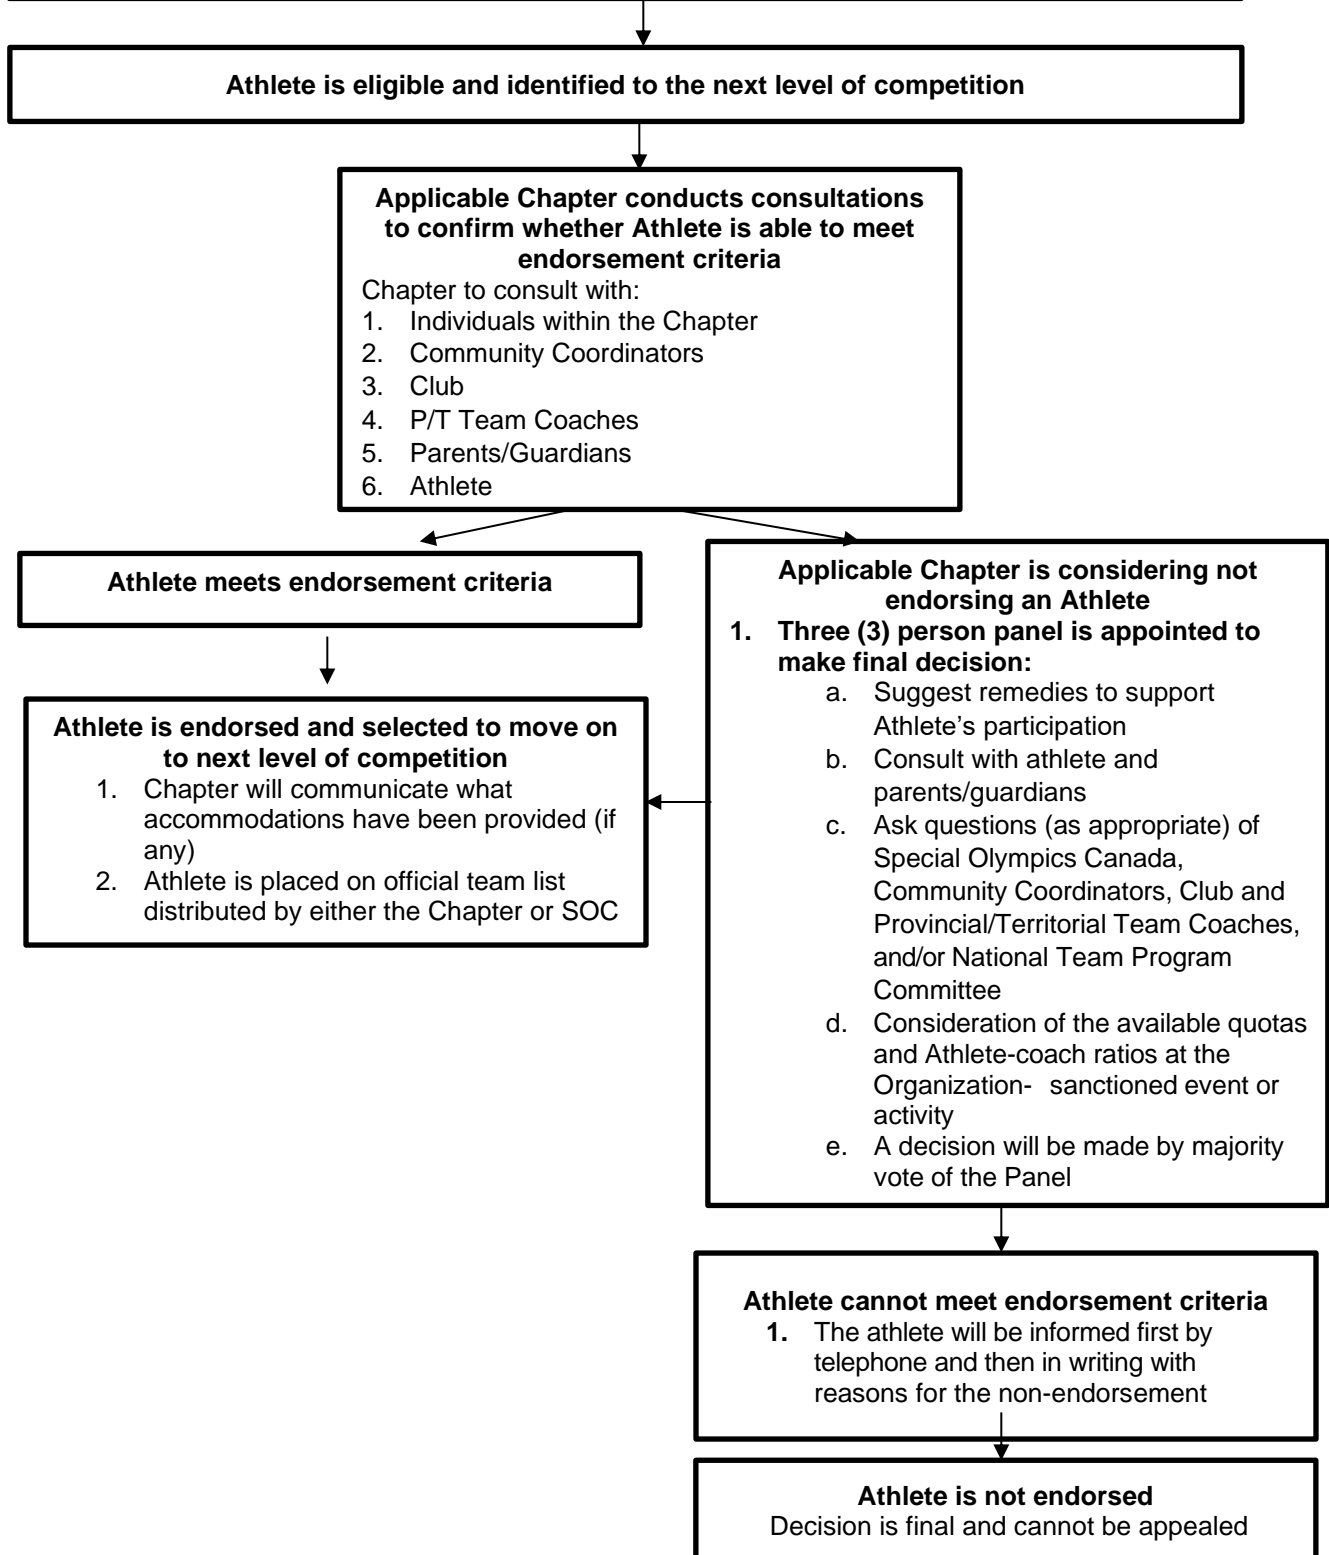 Athlete is eligible and identified to the next level of competition
Applicable Chapter conducts consultations
to confirm whether Athlete is able to meet
endorsement criteria
Chapter to consult with:
1. Individuals within the Chapter
2. Community Coordinators
3. Club
4. P/T Team Coaches
5. Parents/Guardians
6. Athlete
Athlete meets endorsement criteria
Athlete is endorsed and selected to move on
to next level of competition
1. Chapter will communicate what
accommodations have been provided (if
any)
2. Athlete is placed on official team list
distributed by either the Chapter or SOC
Applicable Chapter is considering not
endorsing an Athlete
1. Three (3) person panel is appointed to
make final decision:
a. Suggest remedies to support
Athlete's participation
b. Consult with athlete and
parents/guardians
c. Ask questions (as appropriate) of
Special Olympics Canada,
Community Coordinators, Club and
Provincial/Territorial Team Coaches,
and/or National Team Program
Committee
d. Consideration of the available quotas
and Athlete-coach ratios at the
Organization- sanctioned event or
activity
e. A decision will be made by majority
vote of the Panel
Athlete cannot meet endorsement criteria
1. The athlete will be informed first by
telephone and then in writing with
reasons for the non-endorsement
Athlete is not endorsed
Decision is final and cannot be appealed